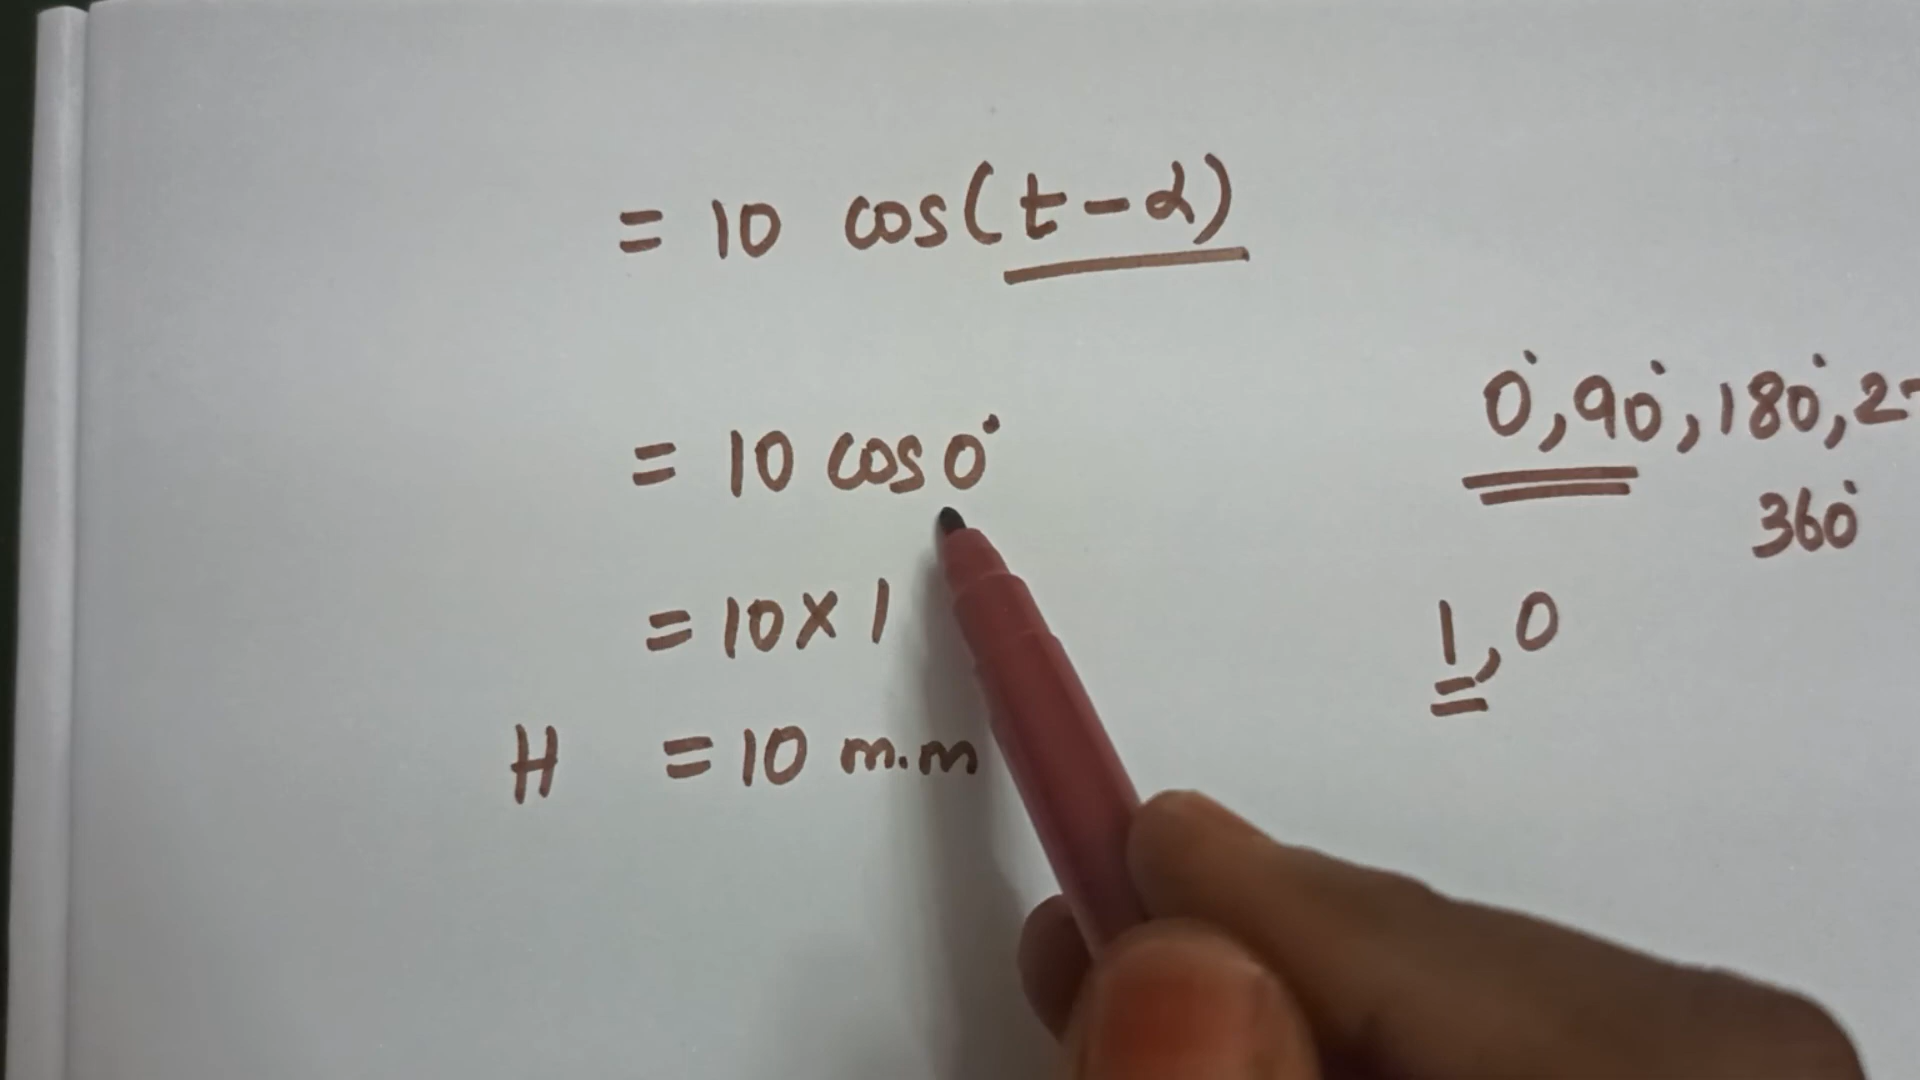 = 10 cos(t-α)
= 10 cos 0°
= 10 x 1
H = 10 m.m
0°, 90°, 180°,
360°
1, 0